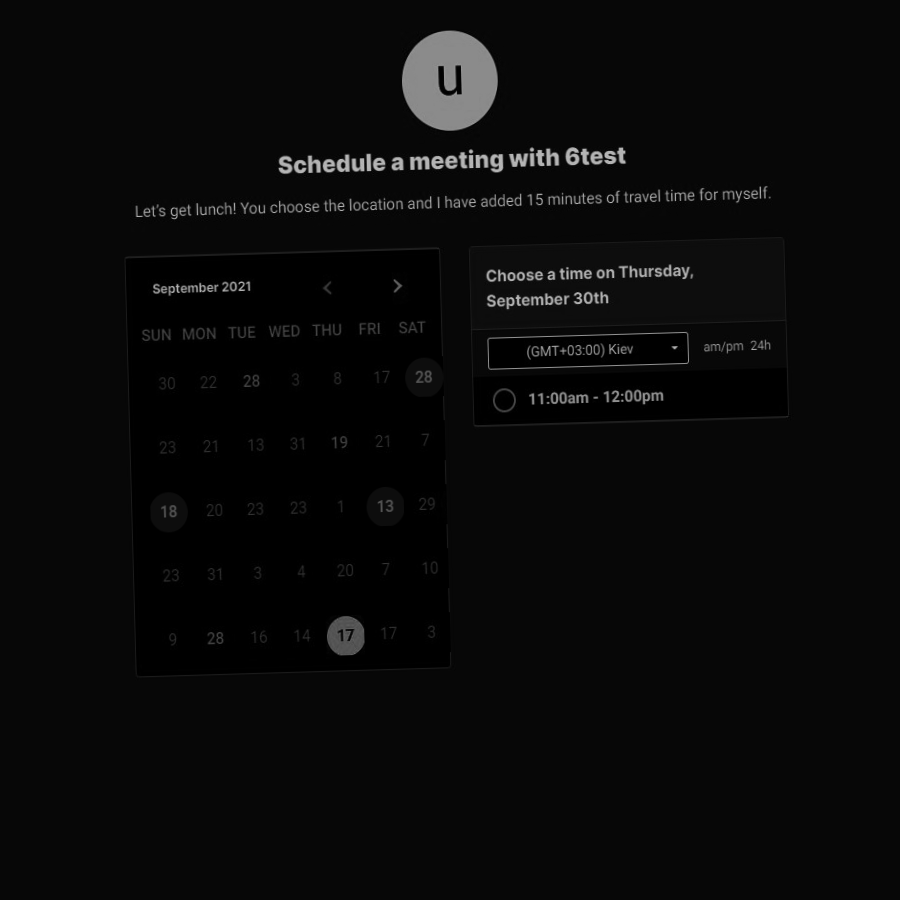 u
Schedule a meeting with 6test
Let's get lunch! You choose the location and I have added 15 minutes of travel time for myself.
September 2021
SUN MON TUE WED THU FRI SAT
30 22 28 3 8 17 28
23 21 13 31 19 21 7
18 20 23 23 1 13 29
23 31 3 4 20 7 10
9 28 16 14 17 17 3
Choose a time on Thursday,
September 30th
(GMT+03:00) Kiev am/pm 24h
11:00am - 12:00pm